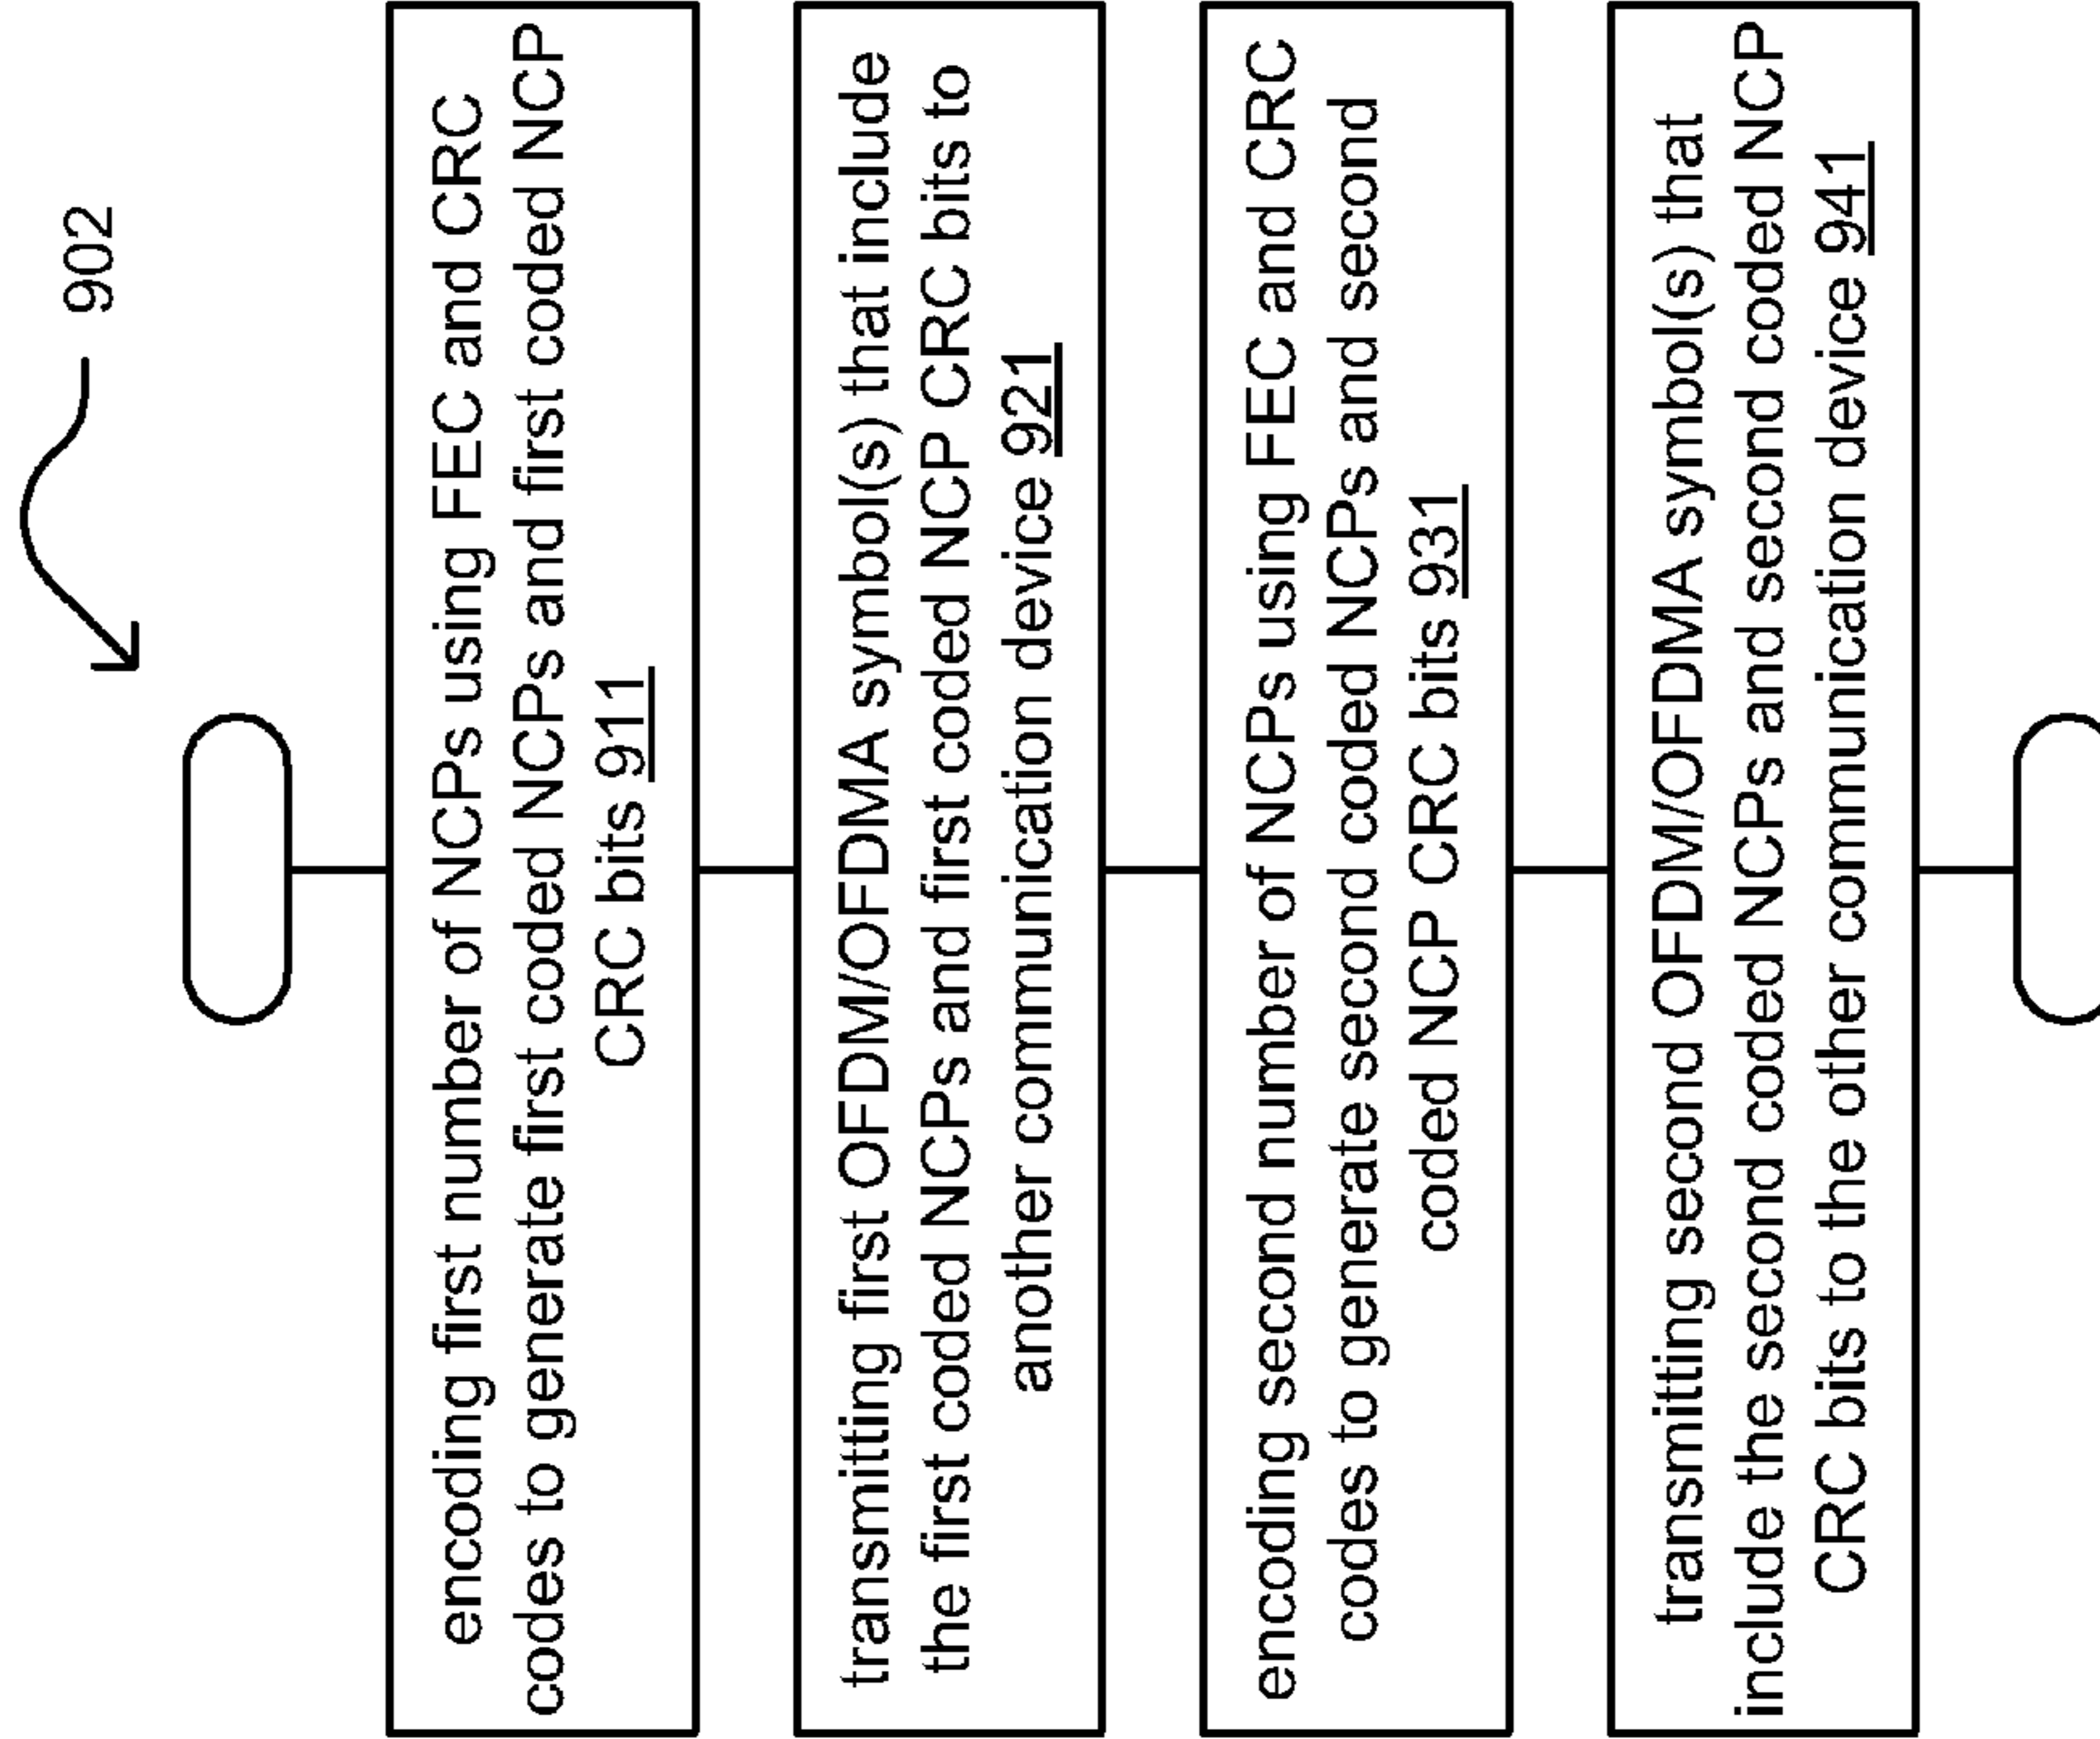 902
encoding first number of NCPs using FEC and CRC
codes to generate first coded NCPs and first coded NCP
CRC bits 911
transmitting first OFDM/OFDMA symbol(s) that include
the first coded NCPs and first coded NCP CRC bits to
another communication device 921
encoding second number of NCPs using FEC and CRC
codes to generate second coded NCPs and second
coded NCP CRC bits 931
transmitting second OFDM/OFDMA symbol(s) that
include the second coded NCPs and second coded NCP
CRC bits to the other communication device 941